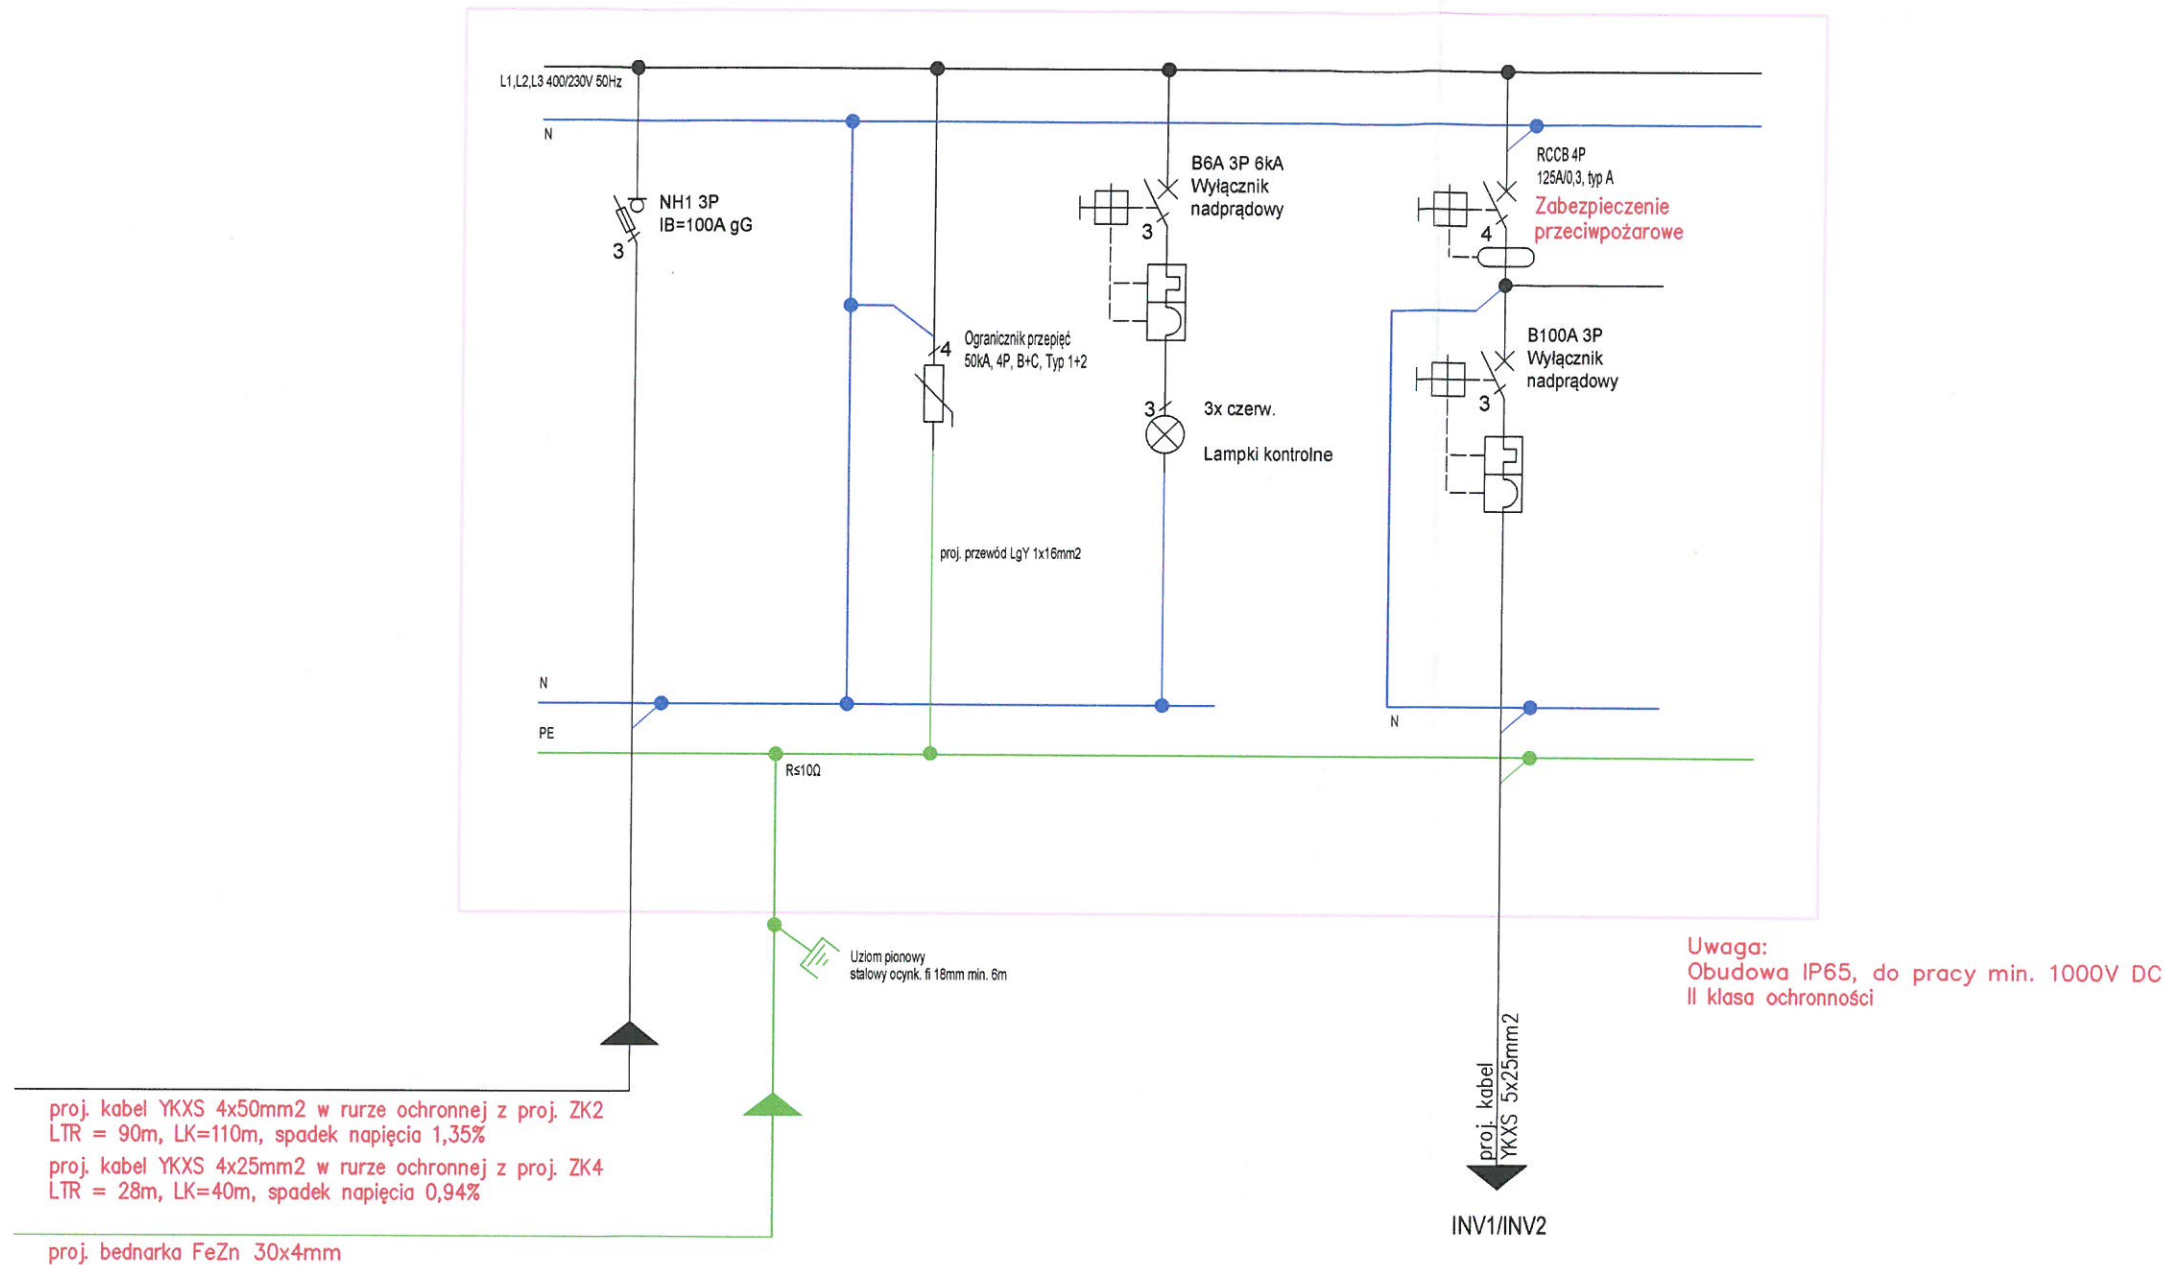 L1,L2,L3 400/230V 50Hz
N
NH1 3P
IB=100A gG
3
B6A 3P 6kA
Wyłącznik
nadprądowy
3
RCCB 4P
125A/0,3, typ A
Zabezpieczenie
przeciwpożarowe
4
Ogranicznik przepięć
50kA, 4P, B+C, Typ 1+2
4
B100A 3P
Wyłącznik
nadprądowy
3
3
3x czerw.
Lampki kontrolne
proj. przewód LgY 1x16mm2
N
PE
N
R≤10Ω
Uziom pionowy
stalowy ocynk. fi 18mm min. 6m
Uwaga:
Obudowa IP65, do pracy min. 1000V DC
II klasa ochronności
proj. kabel
YKXS 5x25mm2
proj. kabel YKXS 4x50mm2 w rurze ochronnej z proj. ZK2
LTR = 90m, LK=110m, spadek napięcia 1,35%
proj. kabel YKXS 4x25mm2 w rurze ochronnej z proj. ZK4
LTR = 28m, LK=40m, spadek napięcia 0,94%
INV1/INV2
proj. bednarka FeZn 30x4mm